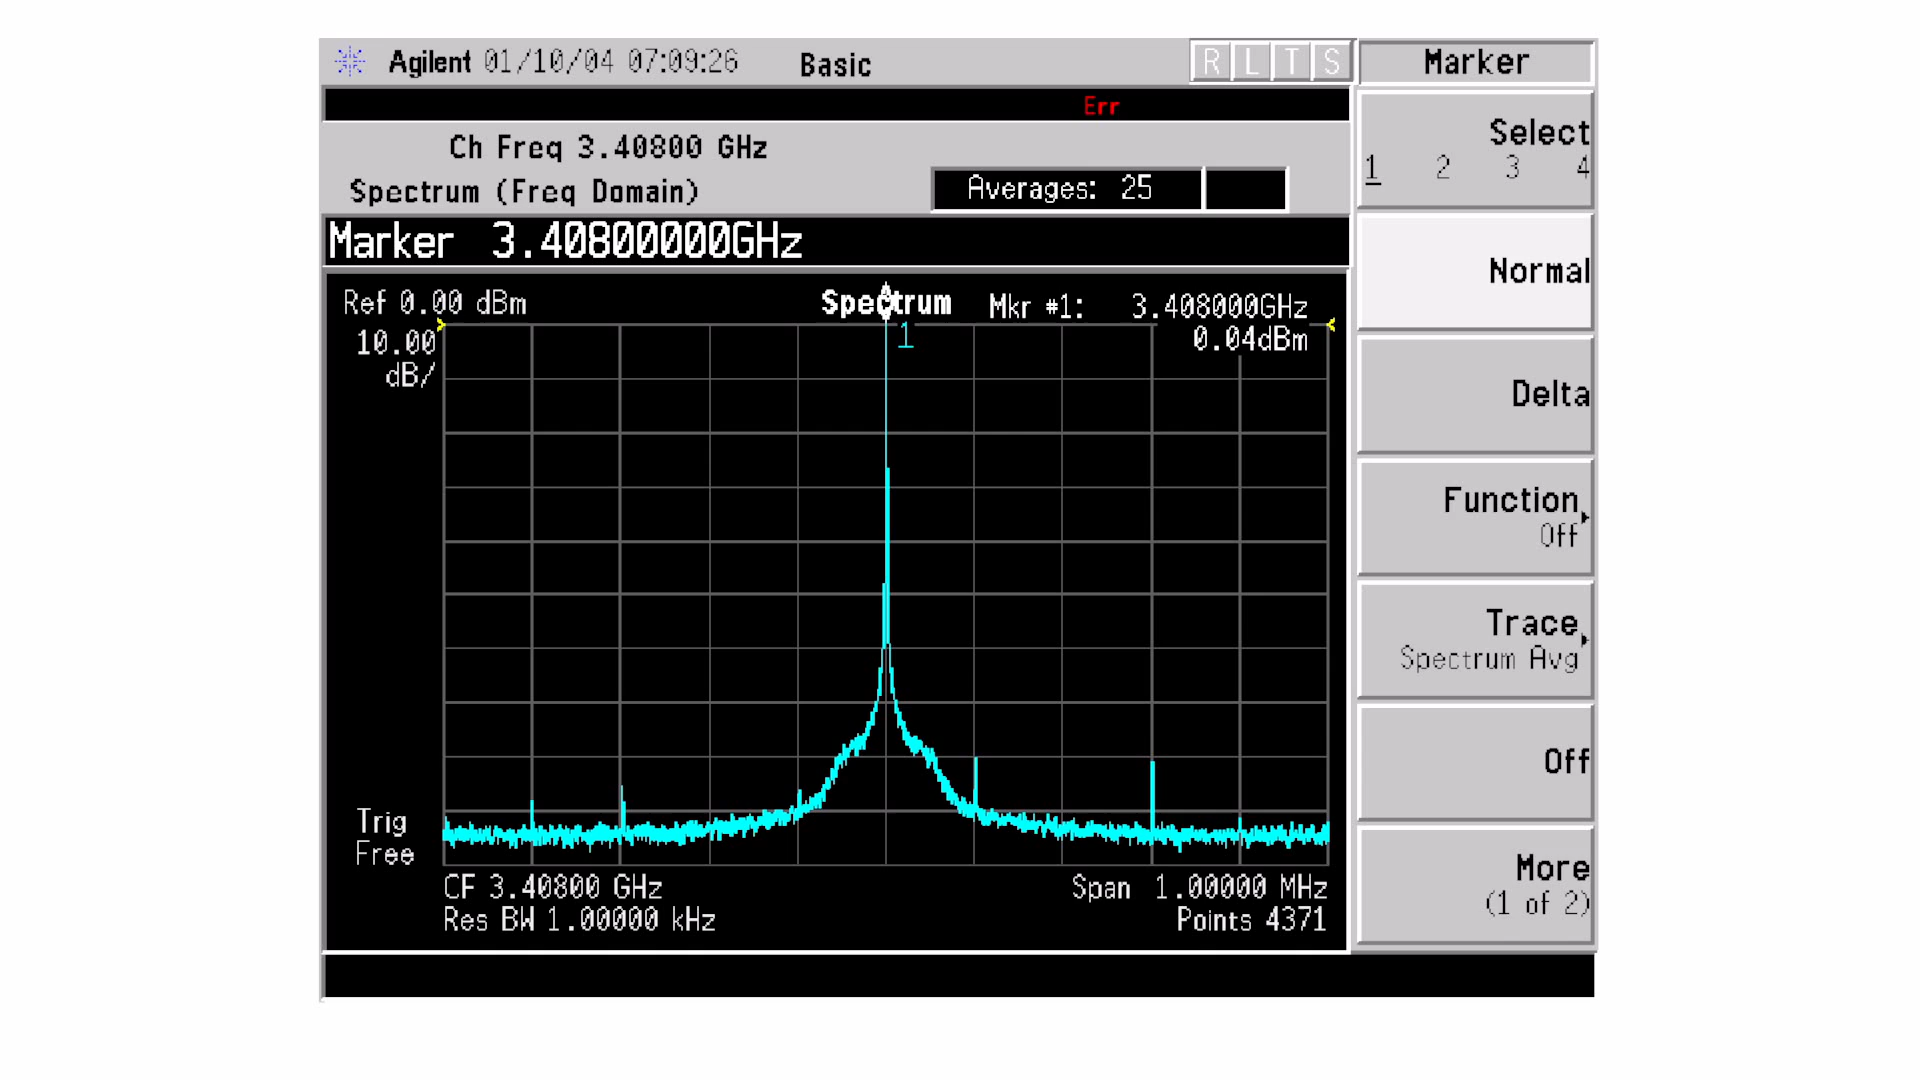 Agilent 01/10/04 07:09:26 Basic R L T S
Marker
Err
Ch Freq 3.40800 GHz
Spectrum (Freq Domain)
Averages: 25
Marker 3.40800000GHz
Ref 0.00 dBm
Spectrum
Mkr #1: 3.408000GHz
0.04dBm
10.00
dB/
1
Trig
Free
CF 3.40800 GHz
Span 1.00000 MHz
Res BW 1.00000 kHz
Points 4371
Select
1 2 3 4
Normal
Delta
Function
Off
Trace
Spectrum Avg
Off
More
(1 of 2)